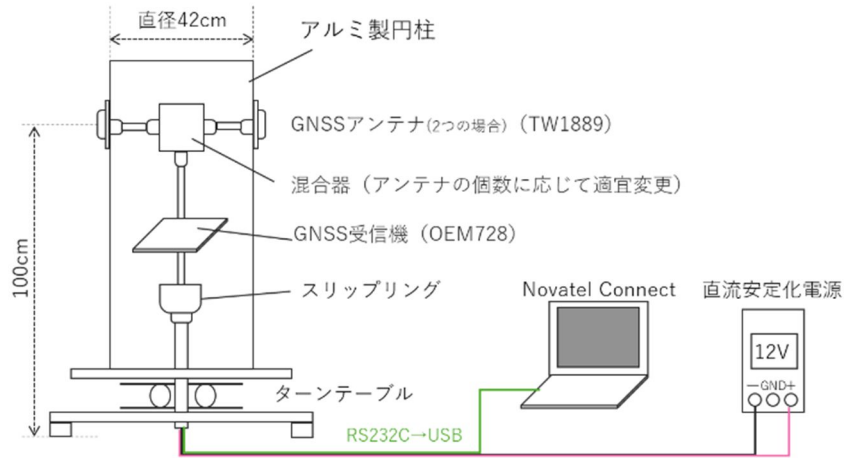 直径42cm
アルミ製円柱
GNSSアンテナ(2つの場合)（TW1889）
混合器（アンテナの個数に応じて適宜変更）
GNSS受信機（OEM728）
100cm
スリップリング
Novatel Connect
直流安定化電源
12V
−GND+
ターンテーブル
RS232C→USB